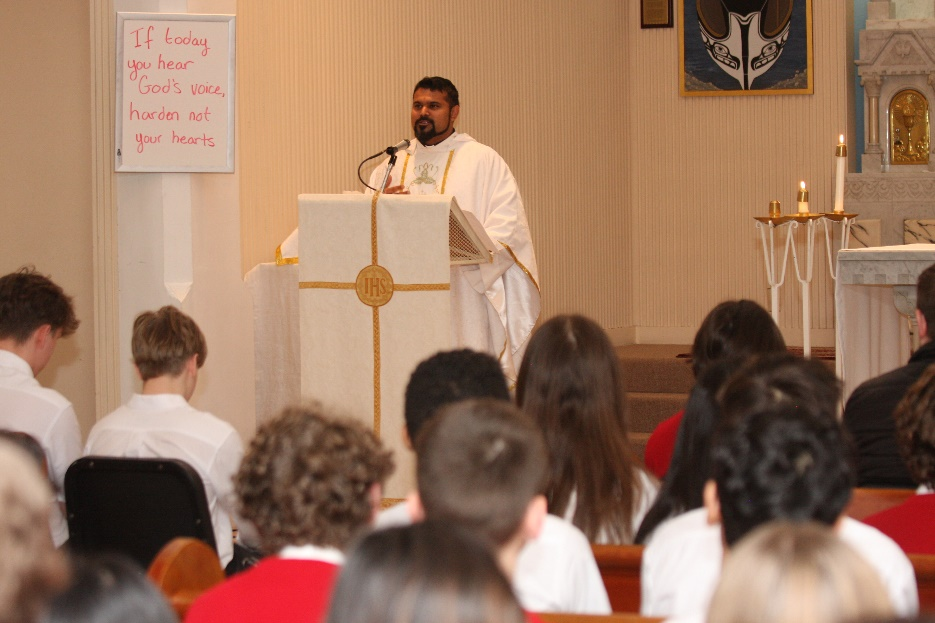 If today
you hear
God's voice,
harden not
your hearts
IHS